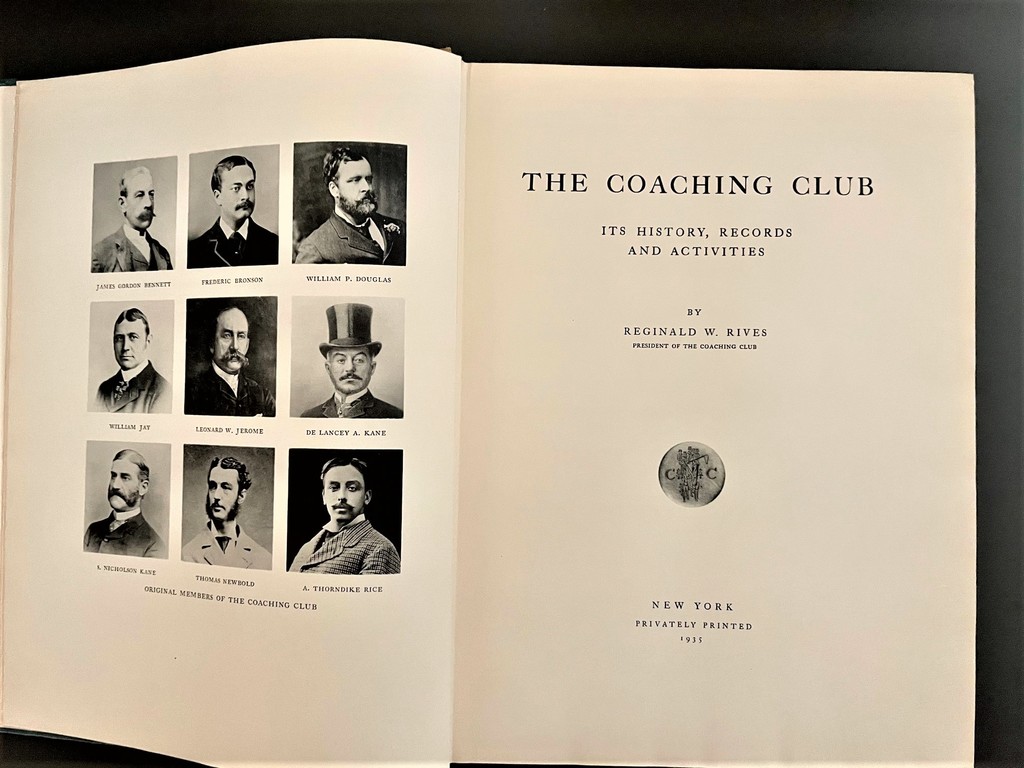 JAMES GORDON BENNETT
FREDERIC BRONSON
WILLIAM P. DOUGLAS
WILLIAM JAY
LEONARD W. JEROME
DE LANCEY A. KANE
S. NICHOLSON KANE
THOMAS NEWBOLD
A. THORNDIKE RICE
ORIGINAL MEMBERS OF THE COACHING CLUB
THE COACHING CLUB
ITS HISTORY, RECORDS
AND ACTIVITIES
BY
REGINALD W. RIVES
PRESIDENT OF THE COACHING CLUB
C C
NEW YORK
PRIVATELY PRINTED
1935